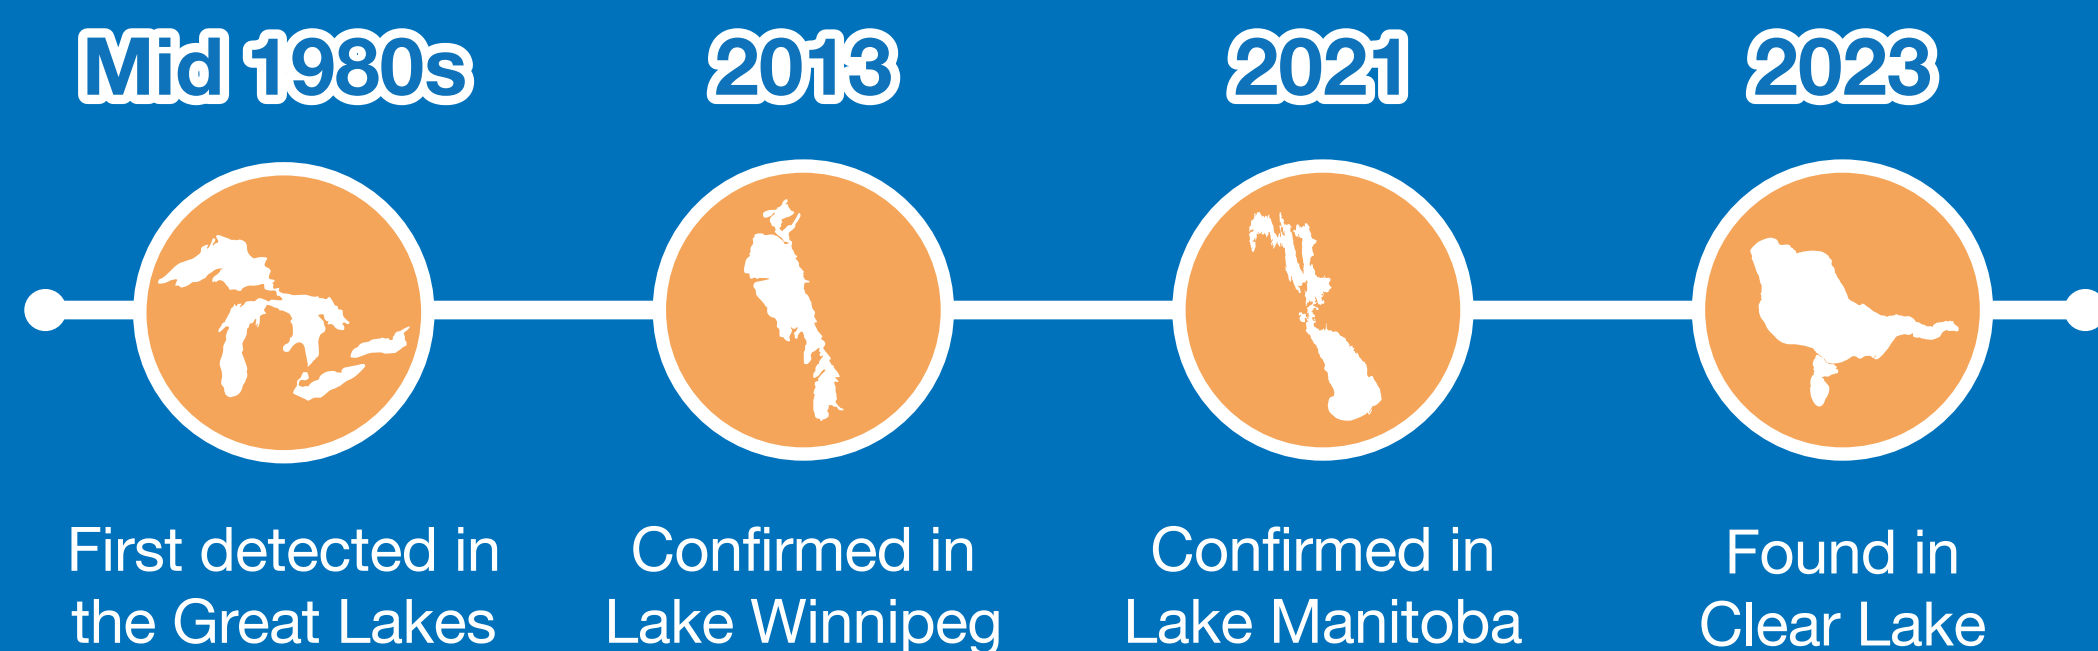 Mid 1980s
2013
2021
2023
First detected in
the Great Lakes
Confirmed in
Lake Winnipeg
Confirmed in
Lake Manitoba
Found in
Clear Lake